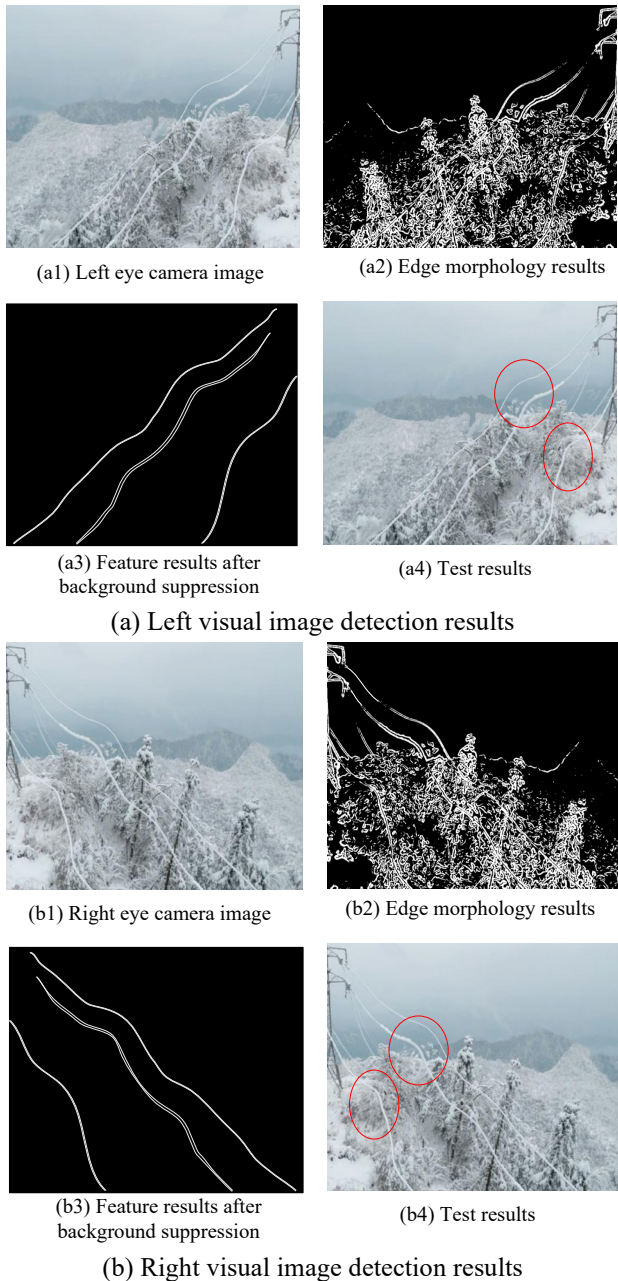 (a1) Left eye camera image
(a2) Edge morphology results
(a3) Feature results after
background suppression
(a4) Test results
(a) Left visual image detection results
(b1) Right eye camera image
(b2) Edge morphology results
(b3) Feature results after
background suppression
(b4) Test results
(b) Right visual image detection results